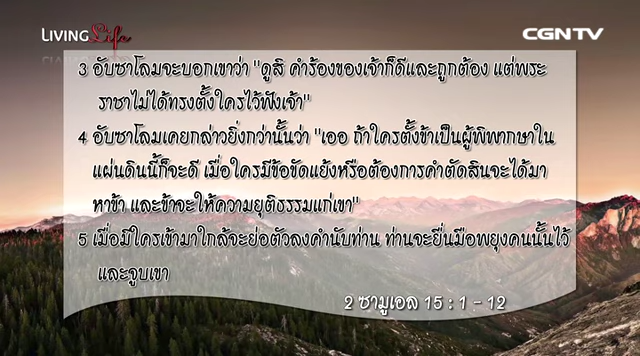 LIVING Life
CGNTV
3 อับซาโลมจะบอกเขาว่า "ดูสิ คำร้องของเจ้าก็ดีและถูกต้อง แต่พระ
ราชาไม่ได้ทรงตั้งใครไว้ฟังเจ้า"
4 อับซาโลมเคยกล่าวยิ่งกว่านั้นว่า "เออ ถ้าใครตั้งข้าเป็นผู้พิพากษาใน
แผ่นดินนี้ก็จะดี เมื่อใครมีข้อขัดแย้งหรือต้องการคำตัดสินจะได้มา
หาข้า และข้าจะให้ความยุติธรรมแก่เขา"
5 เมื่อมีใครเข้ามาใกล้จะย่อตัวลงคำนับท่าน ท่านจะยื่นมือพยุงคนนั้นไว้
และจูบเขา
2 ซามูเอล 15 : 1 - 12